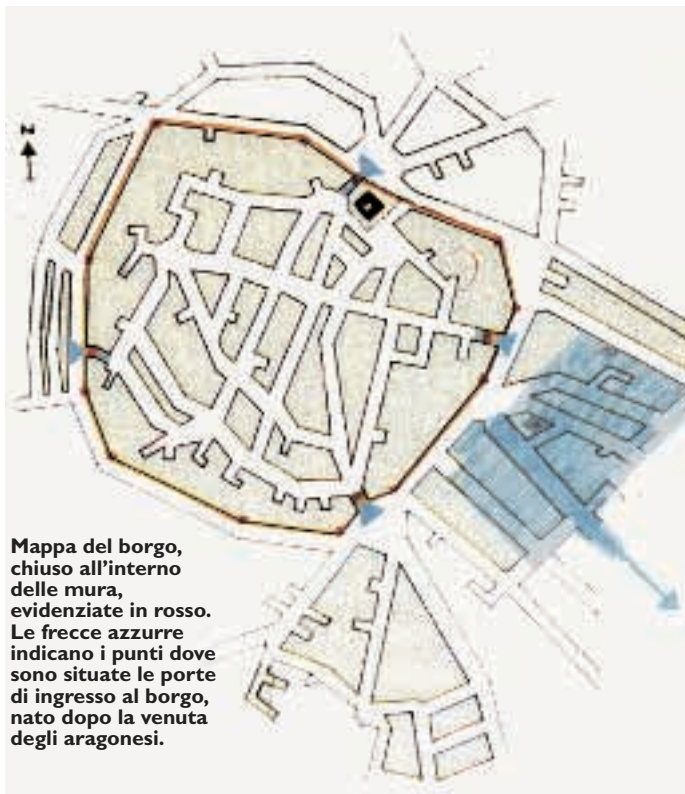 N
Mappa del borgo,
chiuso all'interno
delle mura,
evidenziate in rosso.
Le frecce azzurre
indicano i punti dove
sono situate le porte
di ingresso al borgo,
nato dopo la venuta
degli aragonesi.